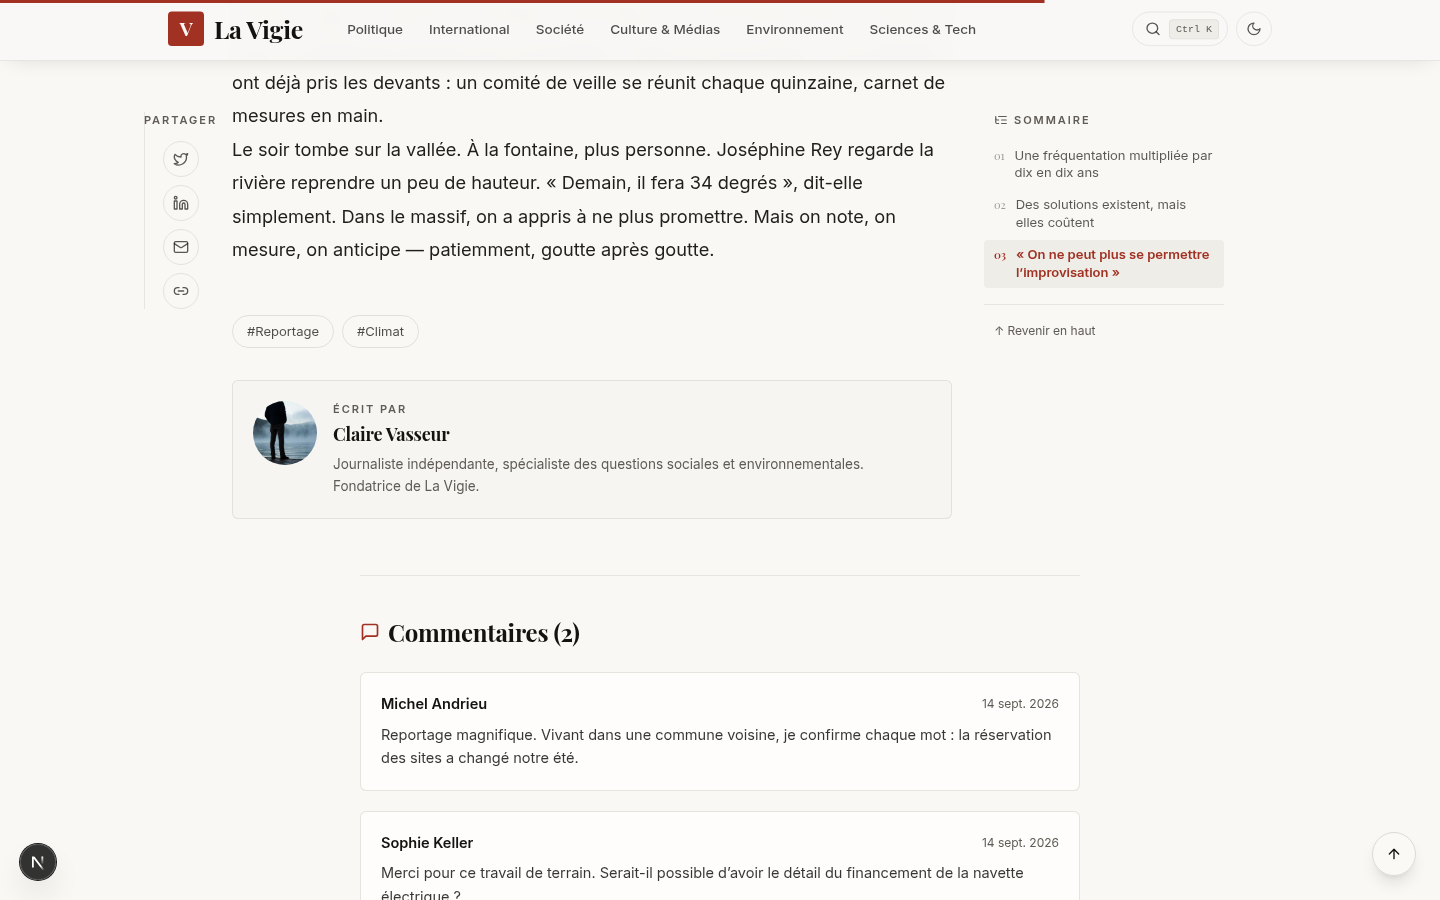 V La Vigie Politique International Société Culture & Médias Environnement Sciences & Tech Ctrl K
ont déjà pris les devants : un comité de veille se réunit chaque quinzaine, carnet de
mesures en main.
Le soir tombe sur la vallée. À la fontaine, plus personne. Joséphine Rey regarde la
rivière reprendre un peu de hauteur. « Demain, il fera 34 degrés », dit-elle
simplement. Dans le massif, on a appris à ne plus promettre. Mais on note, on
mesure, on anticipe — patiemment, goutte après goutte.
PARTAGER
SOMMAIRE
01 Une fréquentation multipliée par
dix en dix ans
02 Des solutions existent, mais
elles coûtent
03 « On ne peut plus se permettre
l’improvisation »
↑ Revenir en haut
#Reportage #Climat
ÉCRIT PAR
Claire Vasseur
Journaliste indépendante, spécialiste des questions sociales et environnementales.
Fondatrice de La Vigie.
Commentaires (2)
Michel Andrieu 14 sept. 2026
Reportage magnifique. Vivant dans une commune voisine, je confirme chaque mot : la réservation
des sites a changé notre été.
Sophie Keller 14 sept. 2026
Merci pour ce travail de terrain. Serait-il possible d’avoir le détail du financement de la navette
électrique ?
N